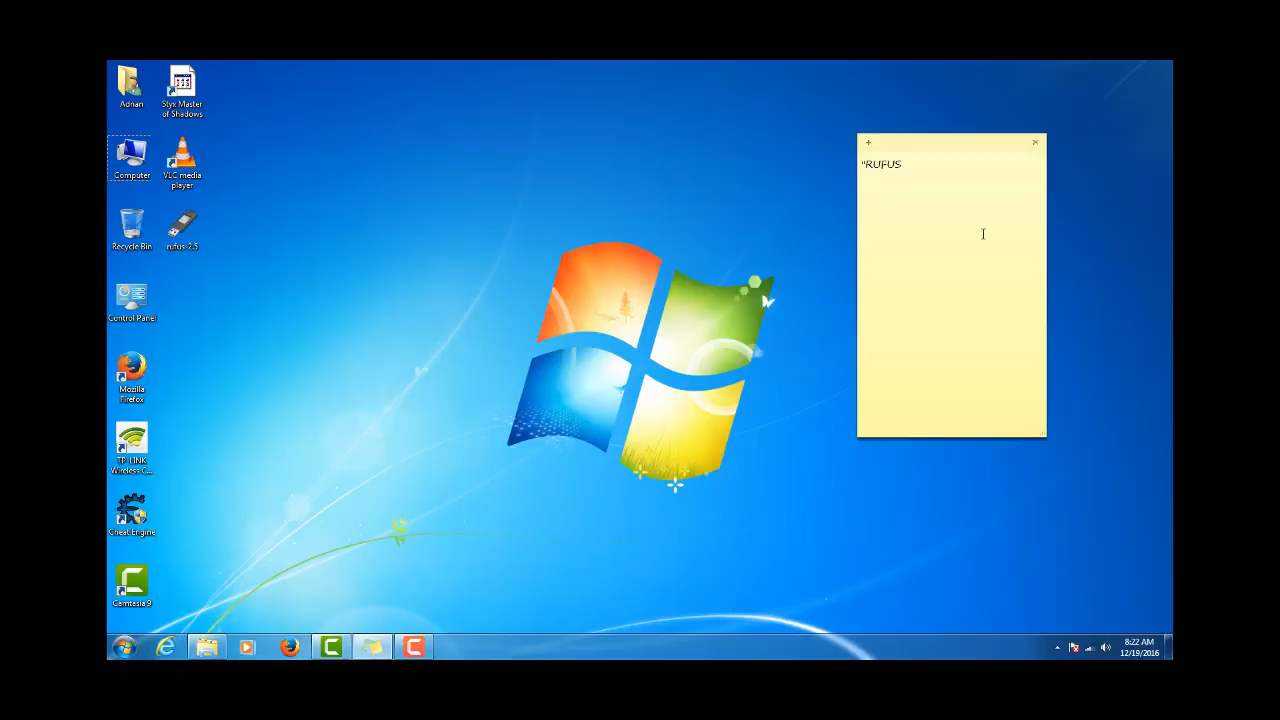 Adnan
Styx Master
of Shadows
Computer
VLC media
player
Recycle Bin
rufus-2.5
Control Panel
Mozilla
Firefox
TP-LINK
Wireless C...
Cheat Engine
Camtasia 9
+
"RUFUS
8:22 AM
12/19/2016